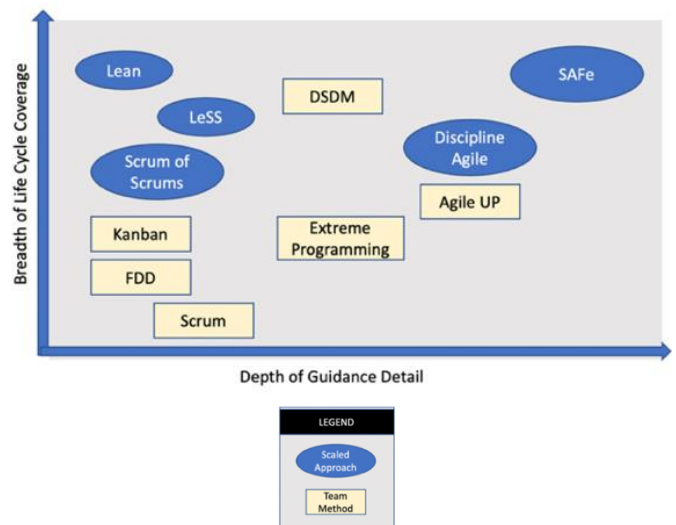 Breadth of Life Cycle Coverage
Lean
SAFe
DSDM
LeSS
Discipline
Agile
Scrum of
Scrums
Agile UP
Kanban
Extreme
Programming
FDD
Scrum
Depth of Guidance Detail
LEGEND
Scaled
Approach
Team
Method